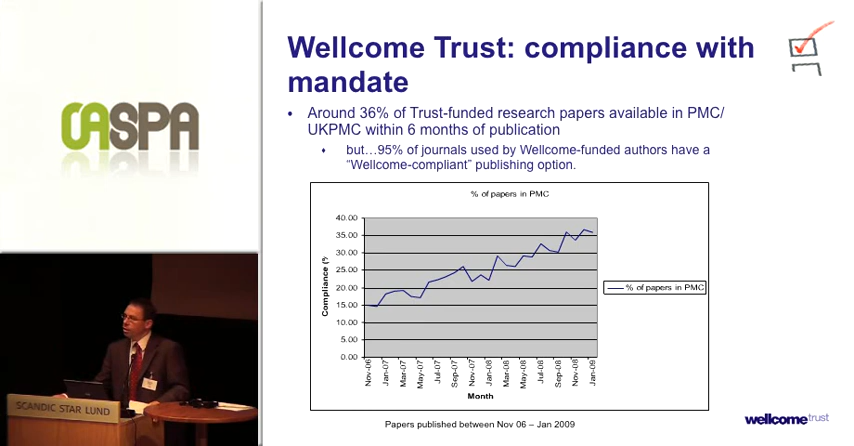 OASPA
SCANDIC STAR LUND
Wellcome Trust: compliance with
mandate
• Around 36% of Trust-funded research papers available in PMC/
UKPMC within 6 months of publication
• but…95% of journals used by Wellcome-funded authors have a
“Wellcome-compliant” publishing option.
% of papers in PMC
40.00
35.00
30.00
25.00
20.00
15.00
10.00
5.00
0.00
Compliance (%
Nov-06
Jan-07
Mar-07
May-07
Jul-07
Sep-07
Nov-07
Jan-08
Mar-08
May-08
Jul-08
Sep-08
Nov-08
Jan-09
Month
% of papers in PMC
Papers published between Nov 06 – Jan 2009
wellcometrust